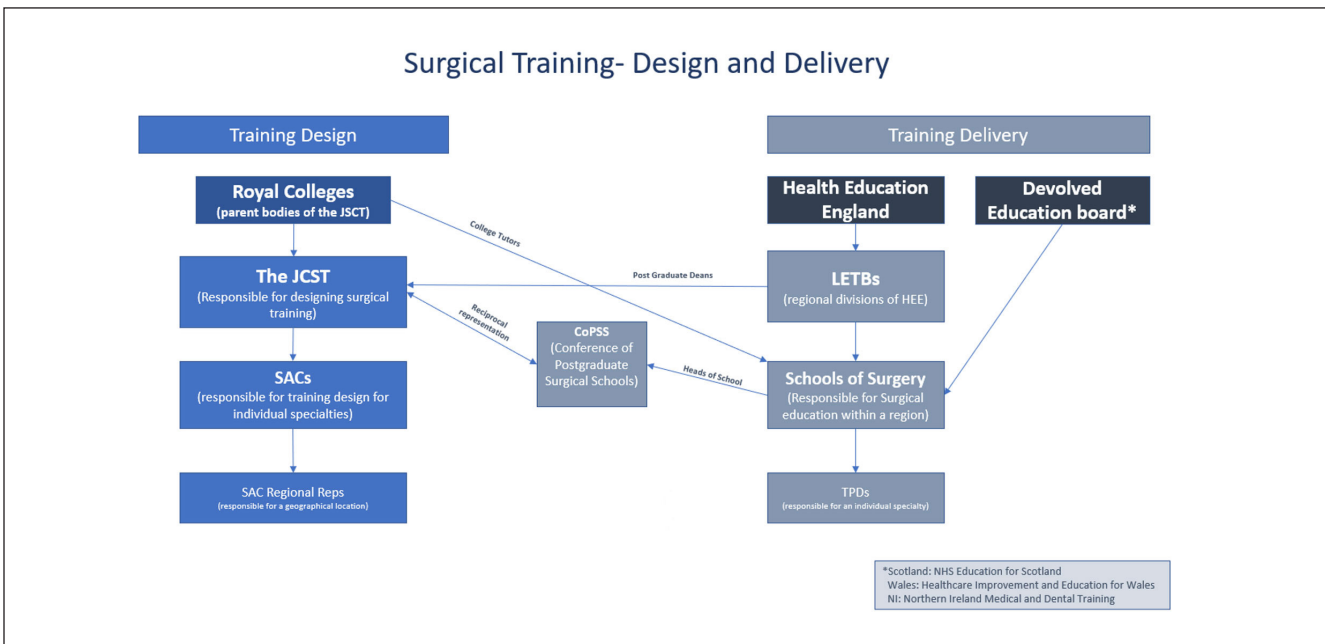 Surgical Training- Design and Delivery
Training Design
Training Delivery
Royal Colleges
(parent bodies of the JSCT)
Health Education
England
Devolved
Education board*
College Tutors
The JCST
(Responsible for designing surgical
training)
Post Graduate Deans
LETBs
(regional divisions of HEE)
Reciprocal
representation
CoPSS
(Conference of
Postgraduate
Surgical Schools)
Heads of School
SACs
(responsible for training design for
individual specialties)
Schools of Surgery
(Responsible for Surgical
education within a region)
SAC Regional Reps
(responsible for a geographical location)
TPDs
(responsible for an individual specialty)
*Scotland: NHS Education for Scotland
Wales: Healthcare Improvement and Education for Wales
NI: Northern Ireland Medical and Dental Training